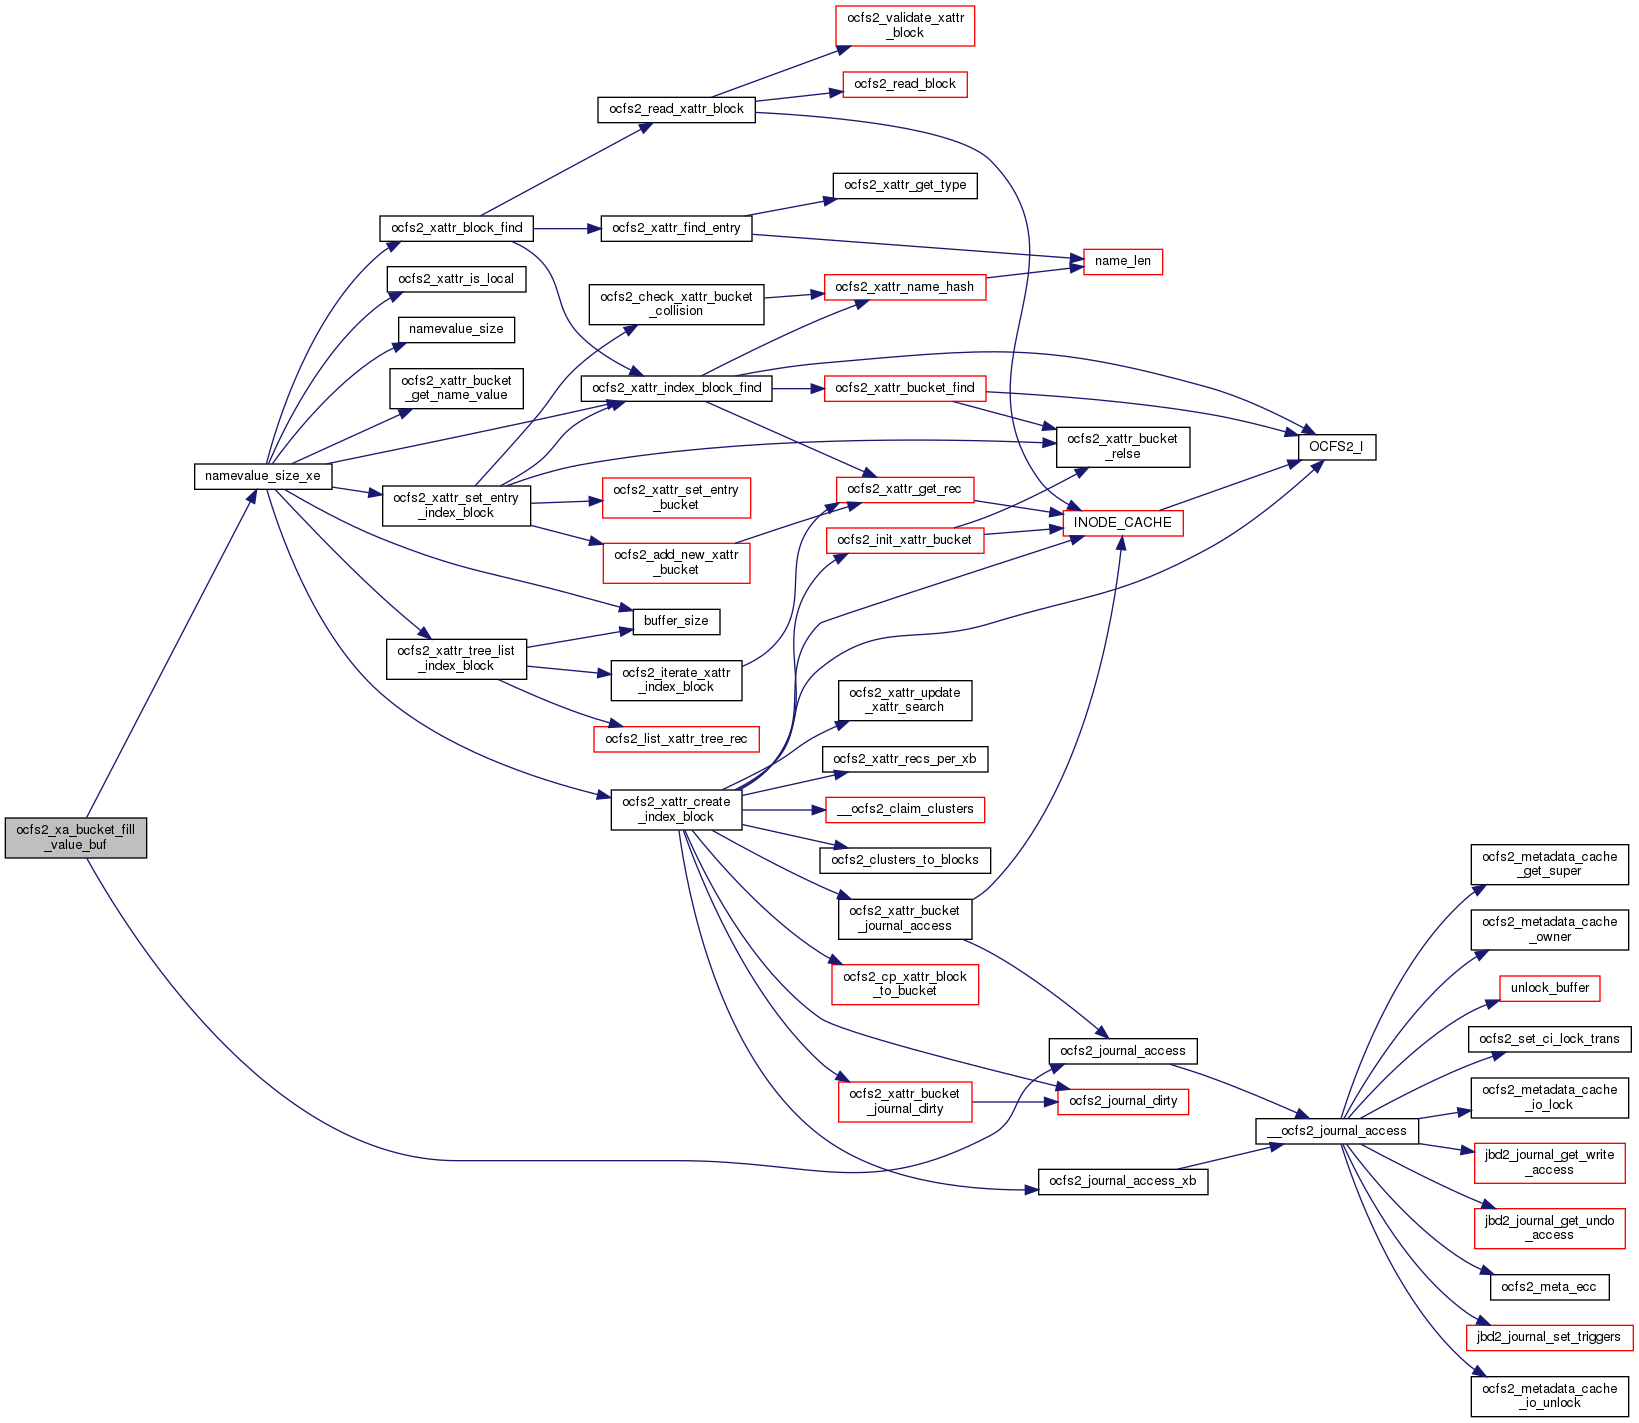 ocfs2_xa_bucket_fill
_value_buf
namevalue_size_xe
ocfs2_xattr_block_find
ocfs2_xattr_is_local
namevalue_size
ocfs2_xattr_bucket
_get_name_value
ocfs2_xattr_set_entry
_index_block
ocfs2_xattr_tree_list
_index_block
ocfs2_read_xattr_block
ocfs2_xattr_find_entry
ocfs2_check_xattr_bucket
_collision
ocfs2_xattr_index_block_find
ocfs2_xattr_set_entry
_bucket
ocfs2_add_new_xattr
_bucket
buffer_size
ocfs2_iterate_xattr
_index_block
ocfs2_list_xattr_tree_rec
ocfs2_xattr_create
_index_block
ocfs2_validate_xattr
_block
ocfs2_read_block
ocfs2_xattr_get_type
ocfs2_xattr_name_hash
ocfs2_xattr_bucket_find
ocfs2_xattr_get_rec
ocfs2_init_xattr_bucket
ocfs2_xattr_update
_xattr_search
ocfs2_xattr_recs_per_xb
__ocfs2_claim_clusters
ocfs2_clusters_to_blocks
ocfs2_xattr_bucket
_journal_access
ocfs2_cp_xattr_block
_to_bucket
ocfs2_xattr_bucket
_journal_dirty
name_len
ocfs2_xattr_bucket
_relse
INODE_CACHE
ocfs2_journal_access
ocfs2_journal_dirty
ocfs2_journal_access_xb
OCFS2_I
__ocfs2_journal_access
ocfs2_metadata_cache
_get_super
ocfs2_metadata_cache
_owner
unlock_buffer
ocfs2_set_ci_lock_trans
ocfs2_metadata_cache
_io_lock
jbd2_journal_get_write
_access
jbd2_journal_get_undo
_access
ocfs2_meta_ecc
jbd2_journal_set_triggers
ocfs2_metadata_cache
_io_unlock